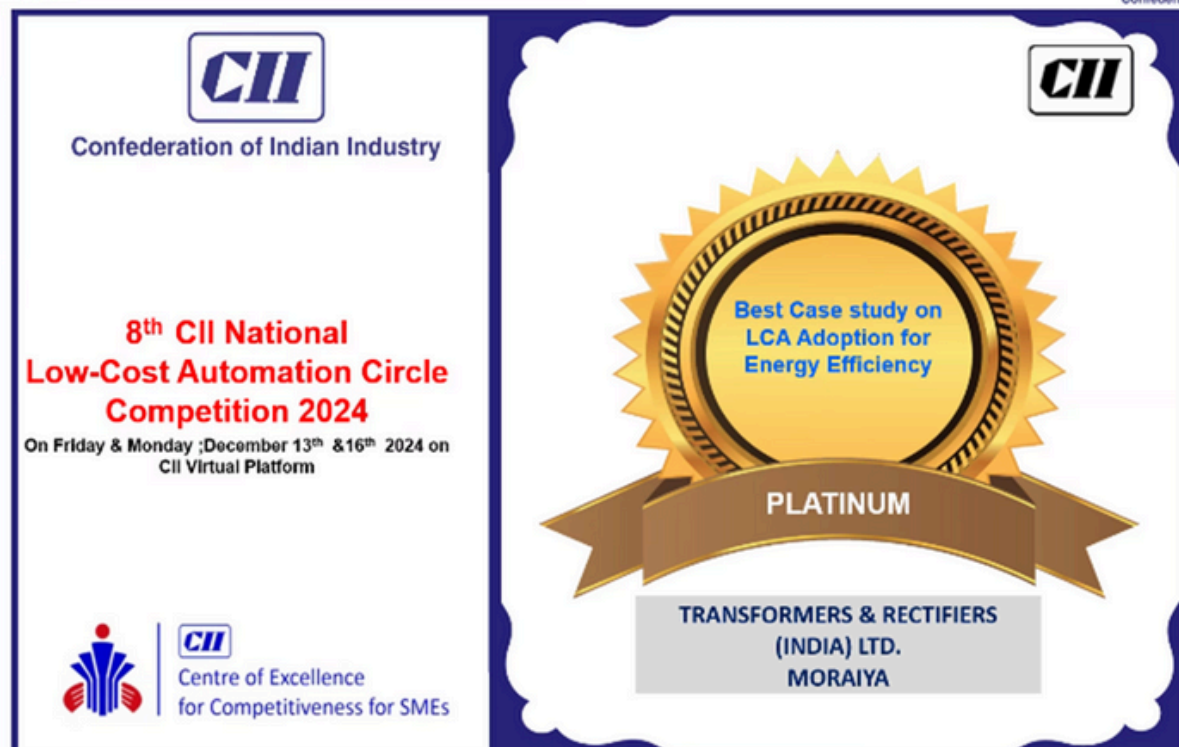 CII
Confederation of Indian Industry
8th CII National
Low-Cost Automation Circle
Competition 2024
On Friday & Monday ;December 13th &16th 2024 on
CII Virtual Platform
CII
Centre of Excellence
for Competitiveness for SMEs
CII
Best Case study on
LCA Adoption for
Energy Efficiency
PLATINUM
TRANSFORMERS & RECTIFIERS
(INDIA) LTD.
MORAIYA